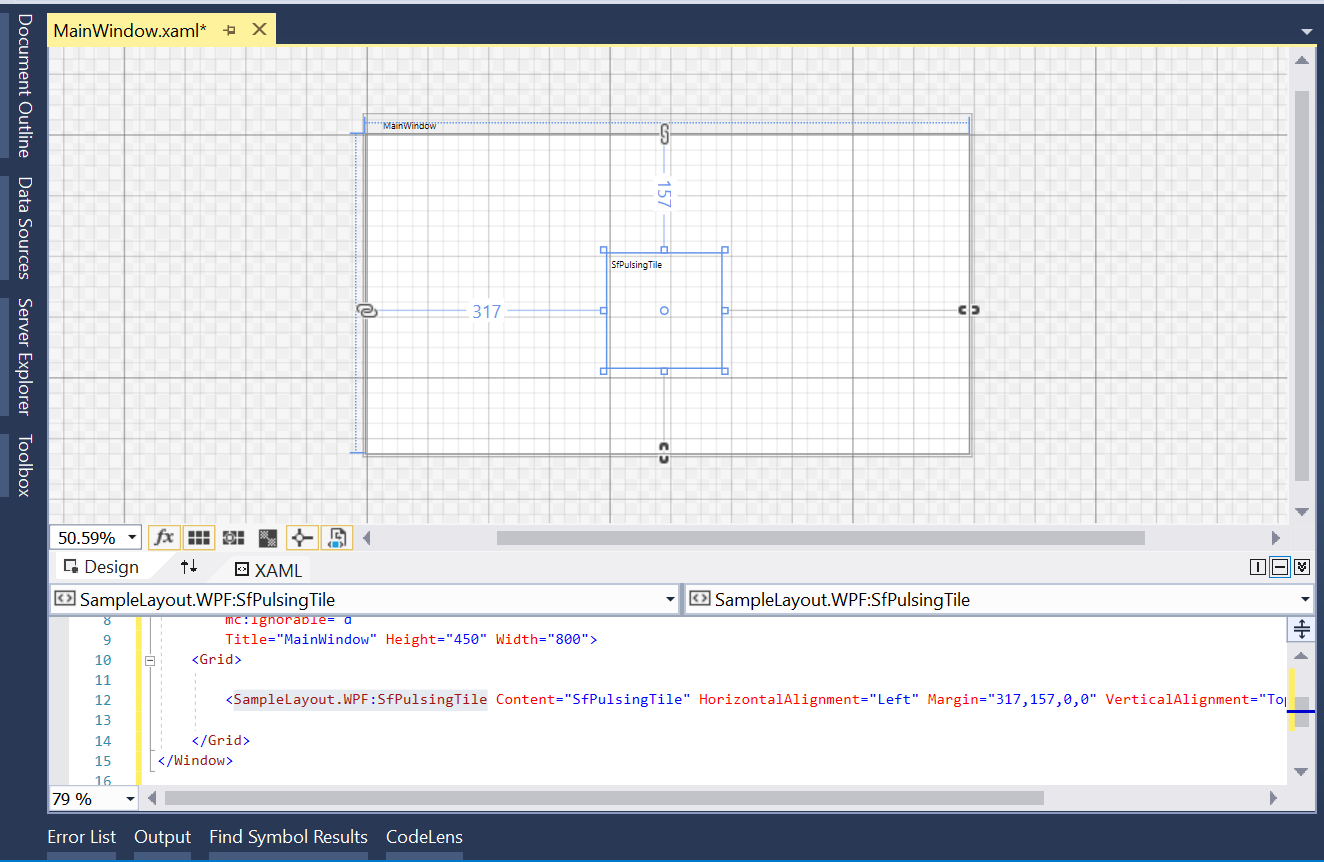 MainWindow.xaml*
Document Outline
Data Sources
Server Explorer
Toolbox
MainWindow
157
SfPulsingTile
317
50.59%
fx
Design
XAML
SampleLayout.WPF:SfPulsingTile
SampleLayout.WPF:SfPulsingTile
8 mc:Ignorable="d"
9 Title="MainWindow" Height="450" Width="800">
10 <Grid>
11
12 <SampleLayout.WPF:SfPulsingTile Content="SfPulsingTile" HorizontalAlignment="Left" Margin="317,157,0,0" VerticalAlignment="Top
13
14 </Grid>
15 </Window>
16
79 %
Error List Output Find Symbol Results CodeLens